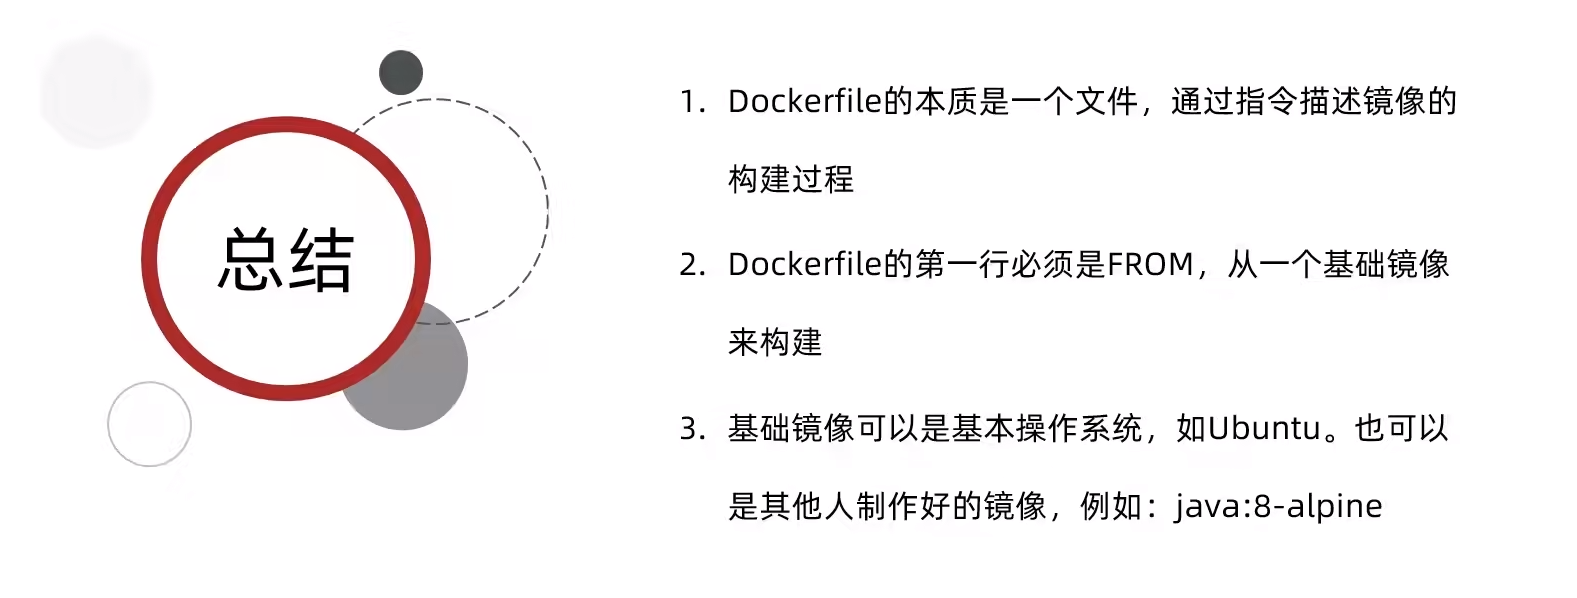 总结
1. Dockerfile的本质是一个文件，通过指令描述镜像的
构建过程
2. Dockerfile的第一行必须是FROM，从一个基础镜像
来构建
3. 基础镜像可以是基本操作系统，如Ubuntu。也可以
是其他人制作好的镜像，例如：java:8-alpine